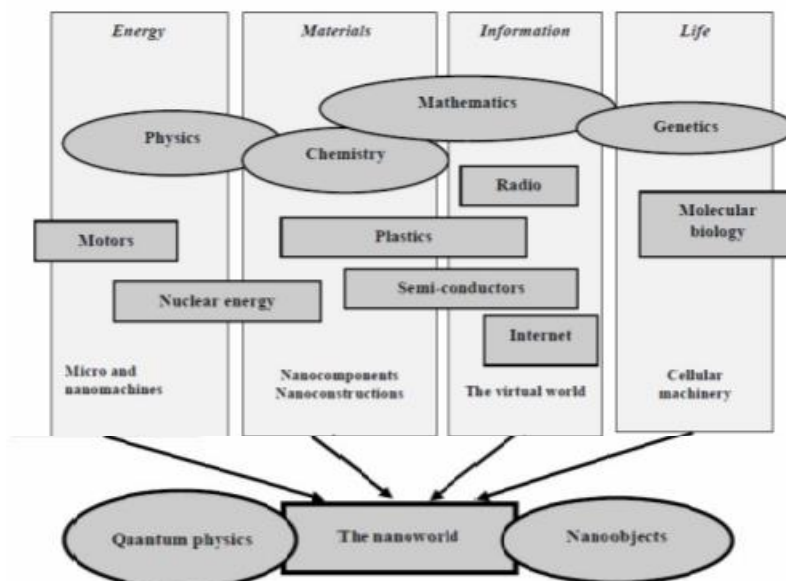 Energy
Materials
Information
Life
Mathematics
Physics
Chemistry
Genetics
Radio
Molecular
biology
Motors
Plastics
Nuclear energy
Semi-conductors
Internet
Micro and
nanomachines
Nanocomponents
Nanoconstructions
The virtual world
Cellular
machinery
Quantum physics
The nanoworld
Nanoobjects